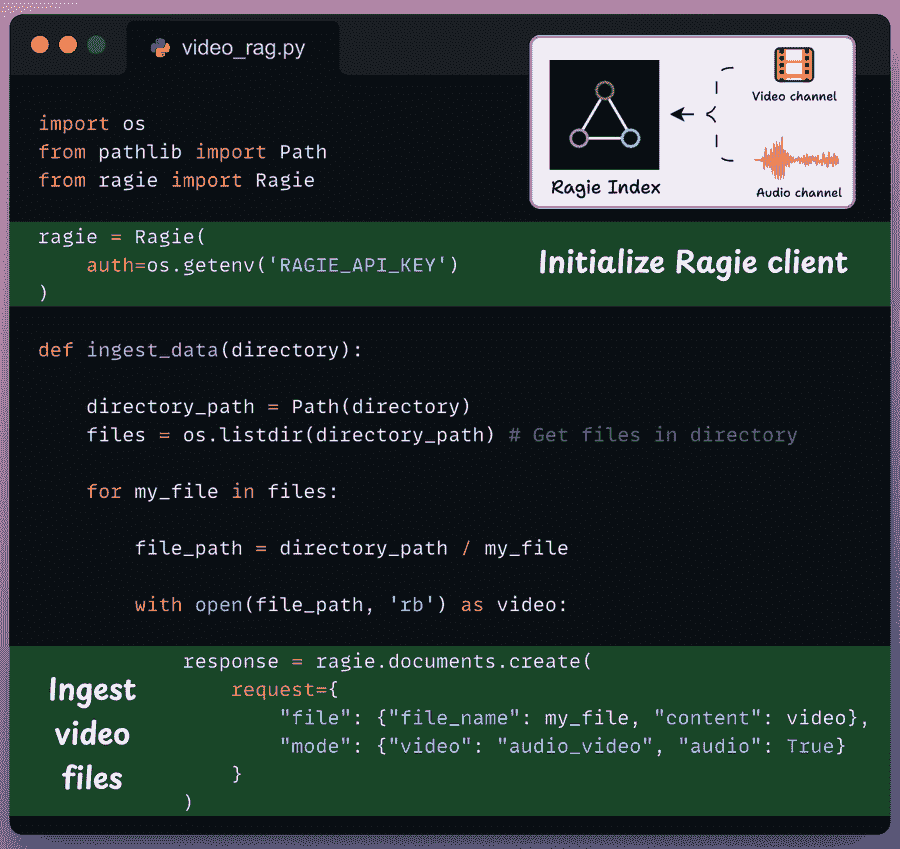 video_rag.py
Video channel
Audio channel
Ragie Index
import os
from pathlib import Path
from ragie import Ragie
ragie = Ragie(
    auth=os.getenv('RAGIE_API_KEY')
)
Initialize Ragie client
def ingest_data(directory):
    directory_path = Path(directory)
    files = os.listdir(directory_path) # Get files in directory
    for my_file in files:
        file_path = directory_path / my_file
        with open(file_path, 'rb') as video:
            response = ragie.documents.create(
                request={
                    "file": {"file_name": my_file, "content": video},
                    "mode": {"video": "audio_video", "audio": True}
                }
            )
Ingest
video
files